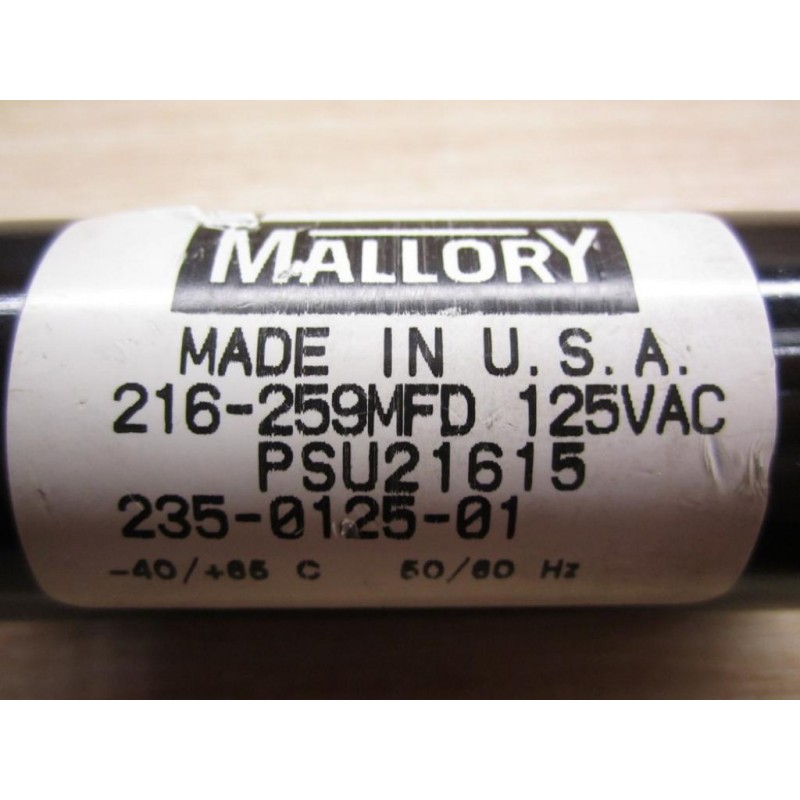 MALLORY
MADE IN U.S.A.
216-259MFD 125VAC
PSU21615
235-0125-01
-40/+65 C 50/60 Hz